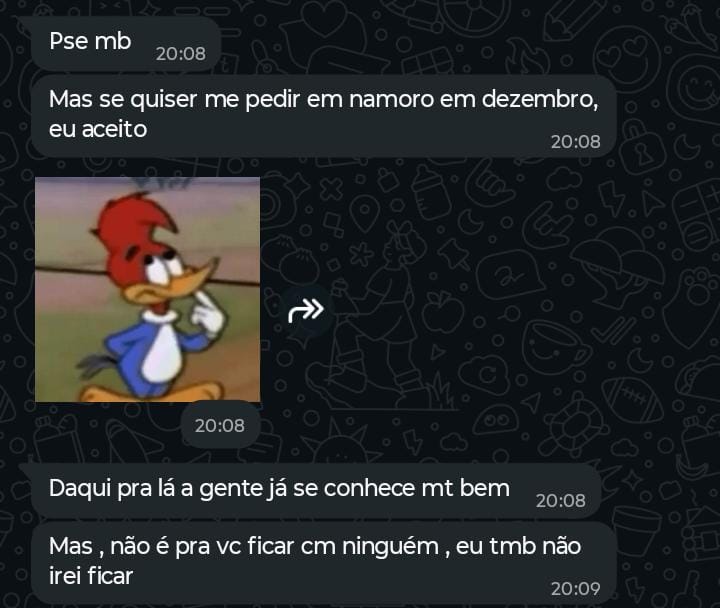 Pse mb
20:08
Mas se quiser me pedir em namoro em dezembro,
eu aceito
20:08
20:08
Daqui pra lá a gente já se conhece mt bem
20:08
Mas , não é pra vc ficar cm ninguém , eu tmb não
irei ficar
20:09